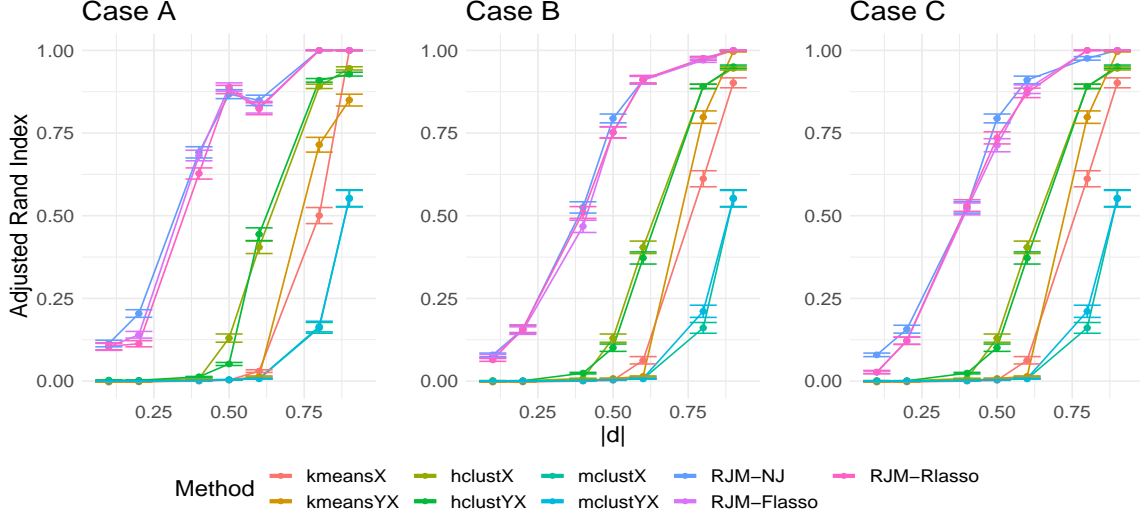 Case A
Case B
Case C
Adjusted Rand Index
1.00
0.75
0.50
0.25
0.00
0.25
0.50
0.75
1.00
0.75
0.50
0.25
0.00
0.25
0.50
0.75
1.00
0.75
0.50
0.25
0.00
0.25
0.50
0.75
|d|
Method
kmeansX
hclustX
mclustX
RJM−NJ
RJM−Rlasso
kmeansYX
hclustYX
mclustYX
RJM−Flasso